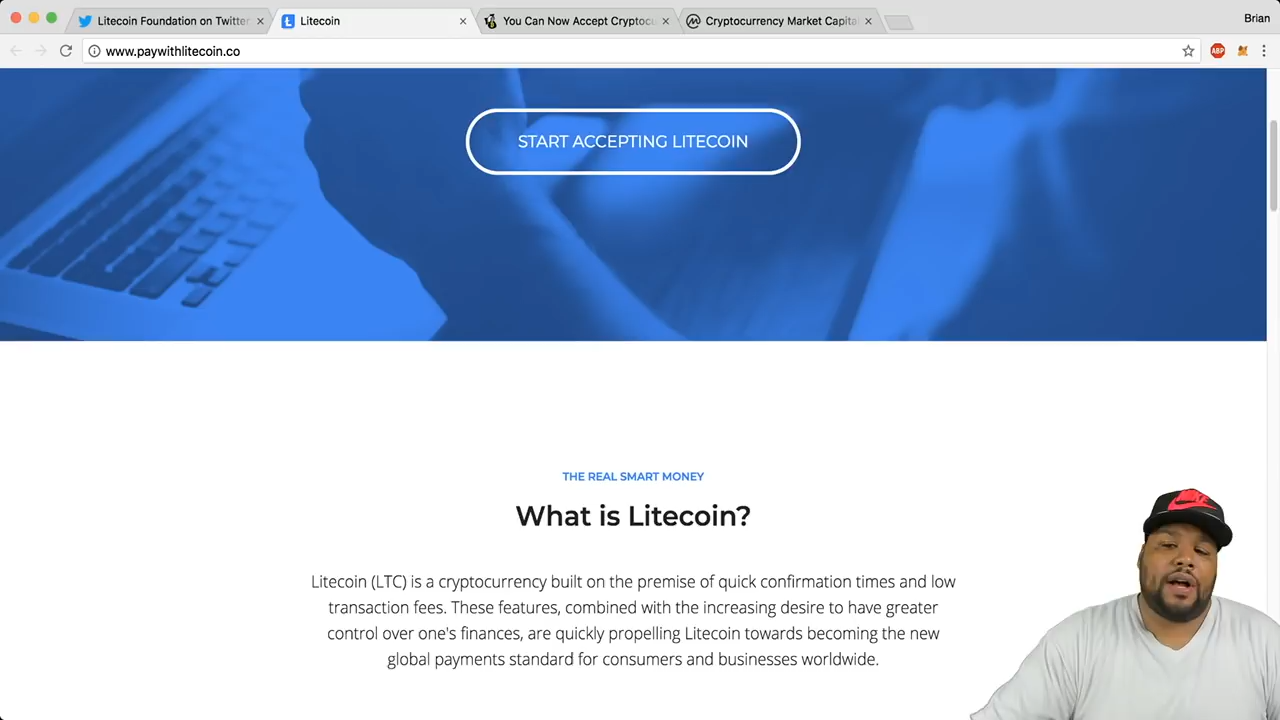 Litecoin Foundation on Twitter
Litecoin
You Can Now Accept Cryptocu
Cryptocurrency Market Capita
Brian
www.paywithlitecoin.co
ABP
START ACCEPTING LITECOIN
THE REAL SMART MONEY
What is Litecoin?
Litecoin (LTC) is a cryptocurrency built on the premise of quick confirmation times and low
transaction fees. These features, combined with the increasing desire to have greater
control over one's finances, are quickly propelling Litecoin towards becoming the new
global payments standard for consumers and businesses worldwide.